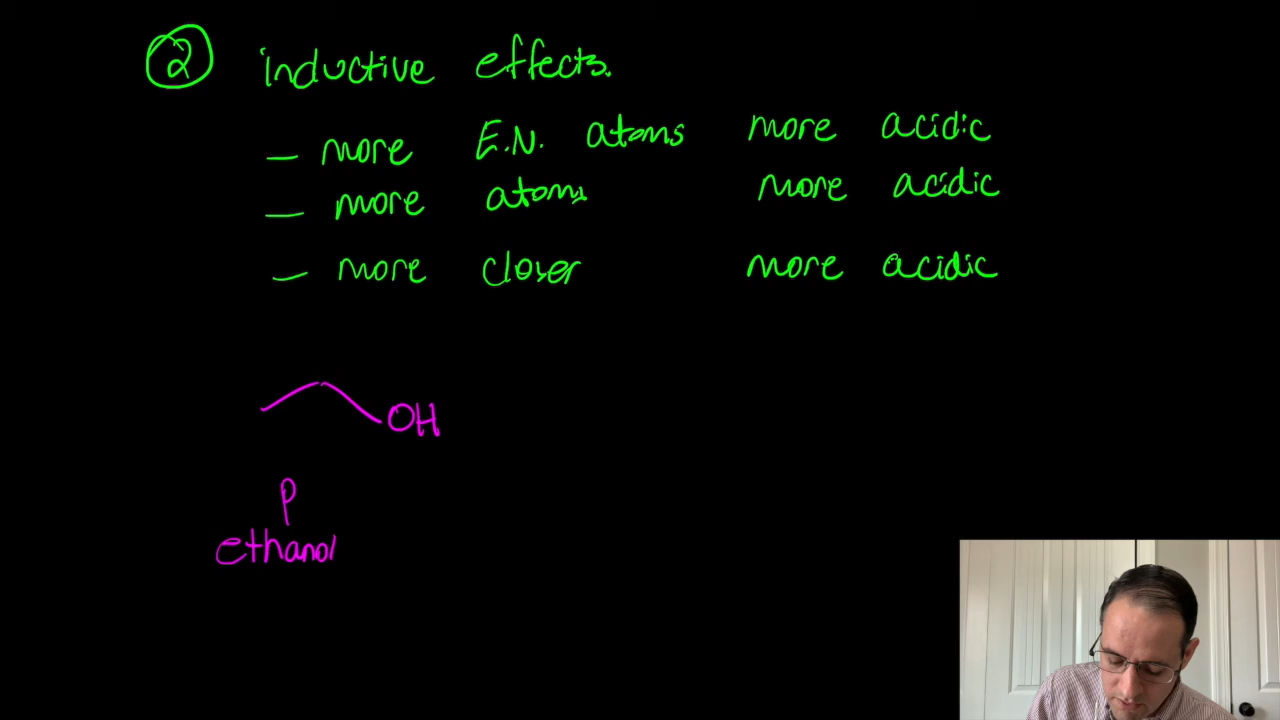 ② inductive effects.
— more E.N. atoms more acidic
— more atoms more acidic
— more closer more acidic
OH
p
ethanol